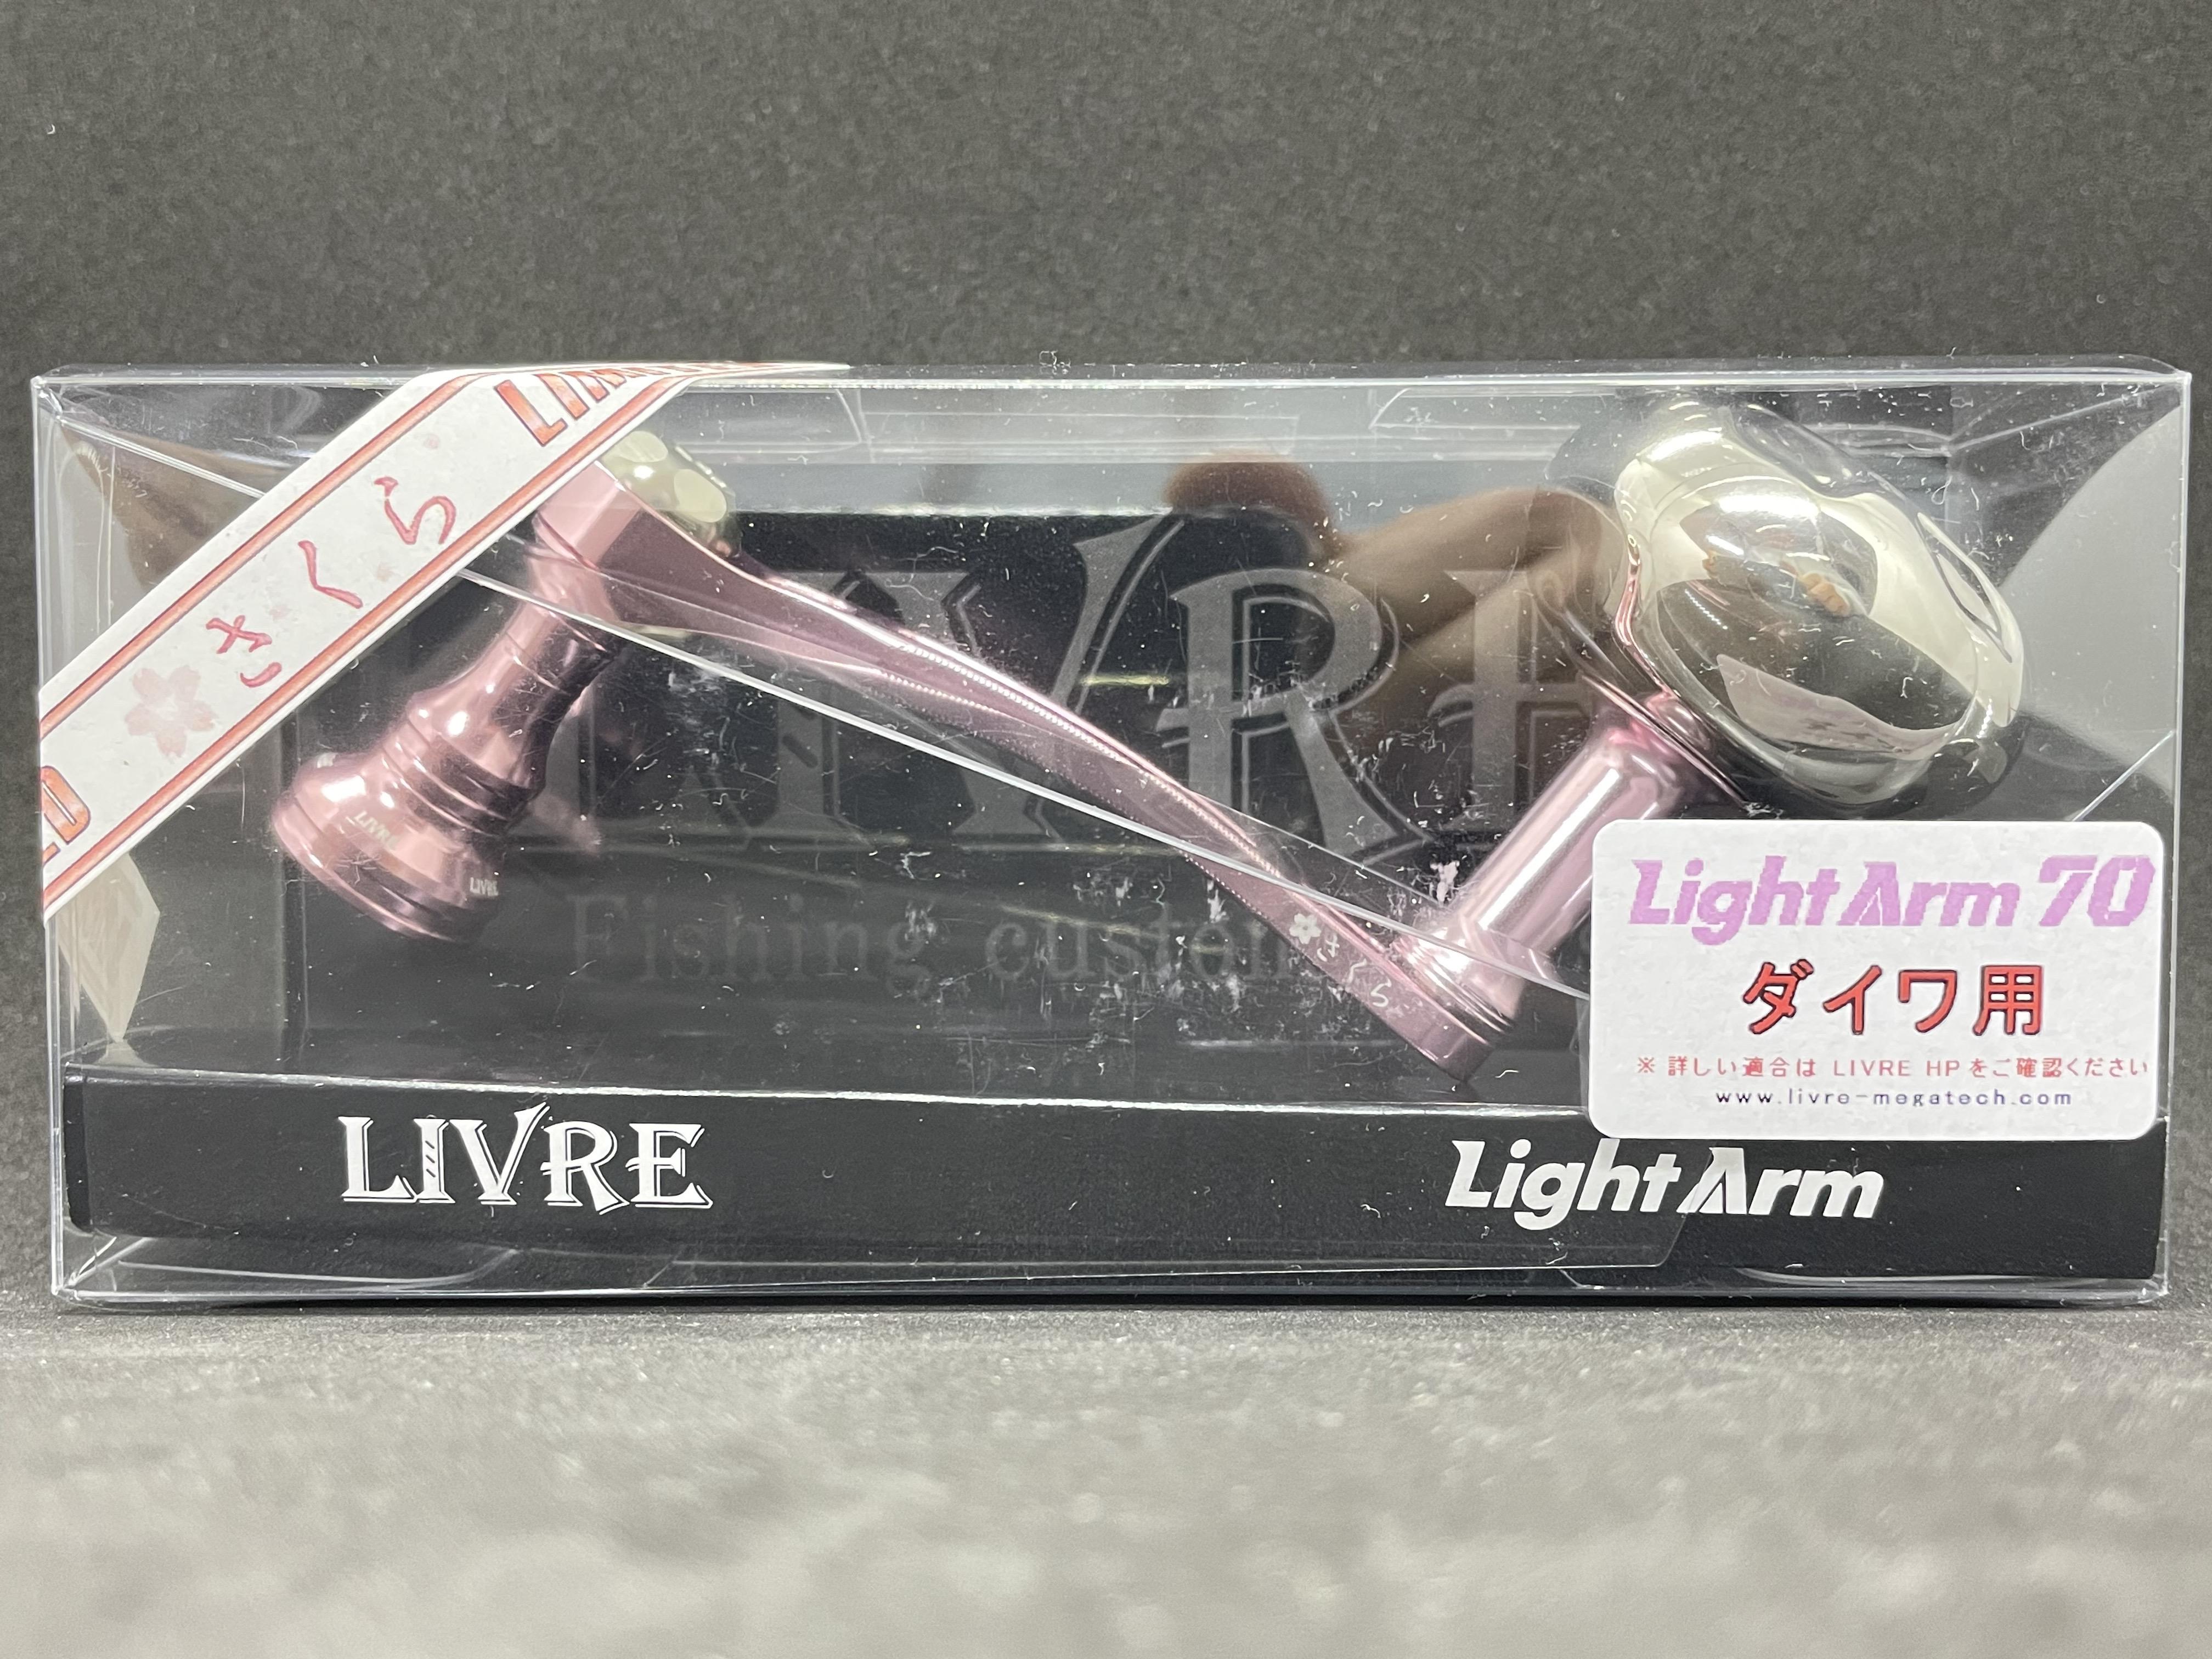 さくら
LIVRE
Fishing custom
LIVRE
LIVRE
さくら
Light Arm 70
ダイワ用
※ 詳しい適合は LIVRE HP をご確認ください
www.livre-megatech.com
LIVRE
Light Arm